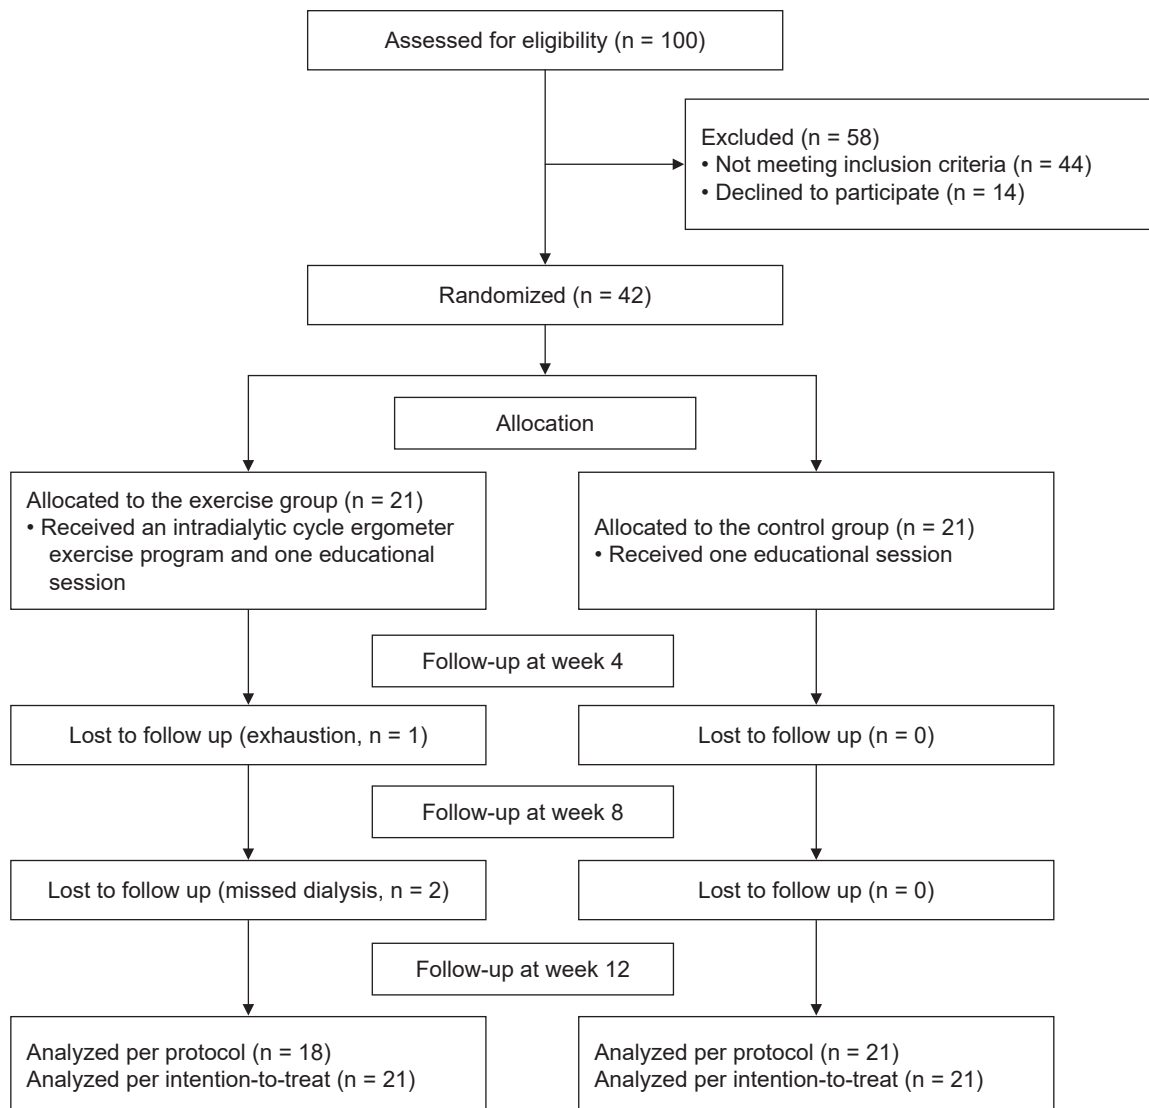 Assessed for eligibility (n = 100)
Excluded (n = 58)
• Not meeting inclusion criteria (n = 44)
• Declined to participate (n = 14)
Randomized (n = 42)
Allocation
Allocated to the exercise group (n = 21)
• Received an intradialytic cycle ergometer
exercise program and one educational
session
Allocated to the control group (n = 21)
• Received one educational session
Follow-up at week 4
Lost to follow up (exhaustion, n = 1)
Lost to follow up (n = 0)
Follow-up at week 8
Lost to follow up (missed dialysis, n = 2)
Lost to follow up (n = 0)
Follow-up at week 12
Analyzed per protocol (n = 18)
Analyzed per intention-to-treat (n = 21)
Analyzed per protocol (n = 21)
Analyzed per intention-to-treat (n = 21)